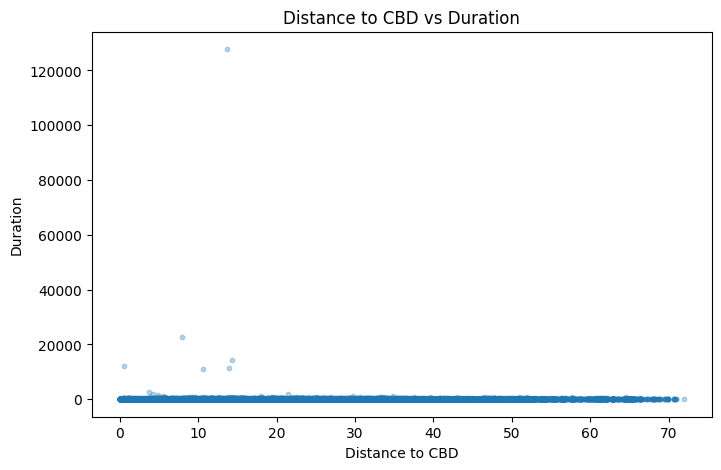 Distance to CBD vs Duration
120000
100000
80000
60000
40000
20000
0
Duration
0 10 20 30 40 50 60 70
Distance to CBD